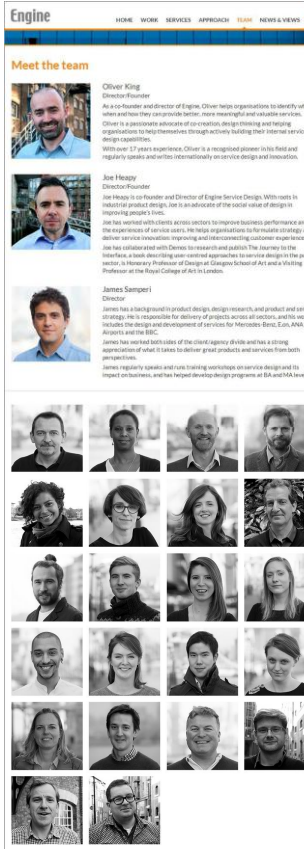 Engine
HOME WORK SERVICES APPROACH TEAM NEWS & VIEWS
Meet the team
Oliver King
Director/Founder
As a co-founder and director of Engine, Oliver helps organisations to identify
when and how they can provide better, more meaningful and valuable services.
Oliver is a passionate advocate of co-creation, design thinking and helping
organisations to help themselves through actively building their internal
design capabilities.
With over 17 years experience, Oliver is a recognised pioneer in his field and
regularly speaks and writes internationally on service design and innovation.
Joe Heapy
Director/Founder
Joe Heapy is co-founder and Director of Engine Service Design. With roots in
industrial product design, Joe is an advocate of the social value of design in
improving people's lives.
Joe has worked with clients across sectors to improve business performance
the experiences of service users. He helps organisations to formulate strategy
deliver service innovation: improving and interconnecting customer
Joe has collaborated with Demos to research and publish The Journey to the
Interface, a book describing user-centred approaches to service design in the
sector, is Honorary Professor of Design at Glasgow School of Art and a Visiting
Professor at the Royal College of Art in London.
James Samperi
Director
James has a background in product design, design research, and product and
strategy. He is responsible for delivery of projects across all sectors, and his
includes the design and development of services for Mercedes-Benz, E.on, ANA
Airports and the BBC.
James has worked both sides of the client/agency divide and has a strong
appreciation of what it takes to deliver great products and services from both
perspectives.
James regularly speaks and runs training workshops on service design and its
impact on business, and has helped develop design programs at BA and MA